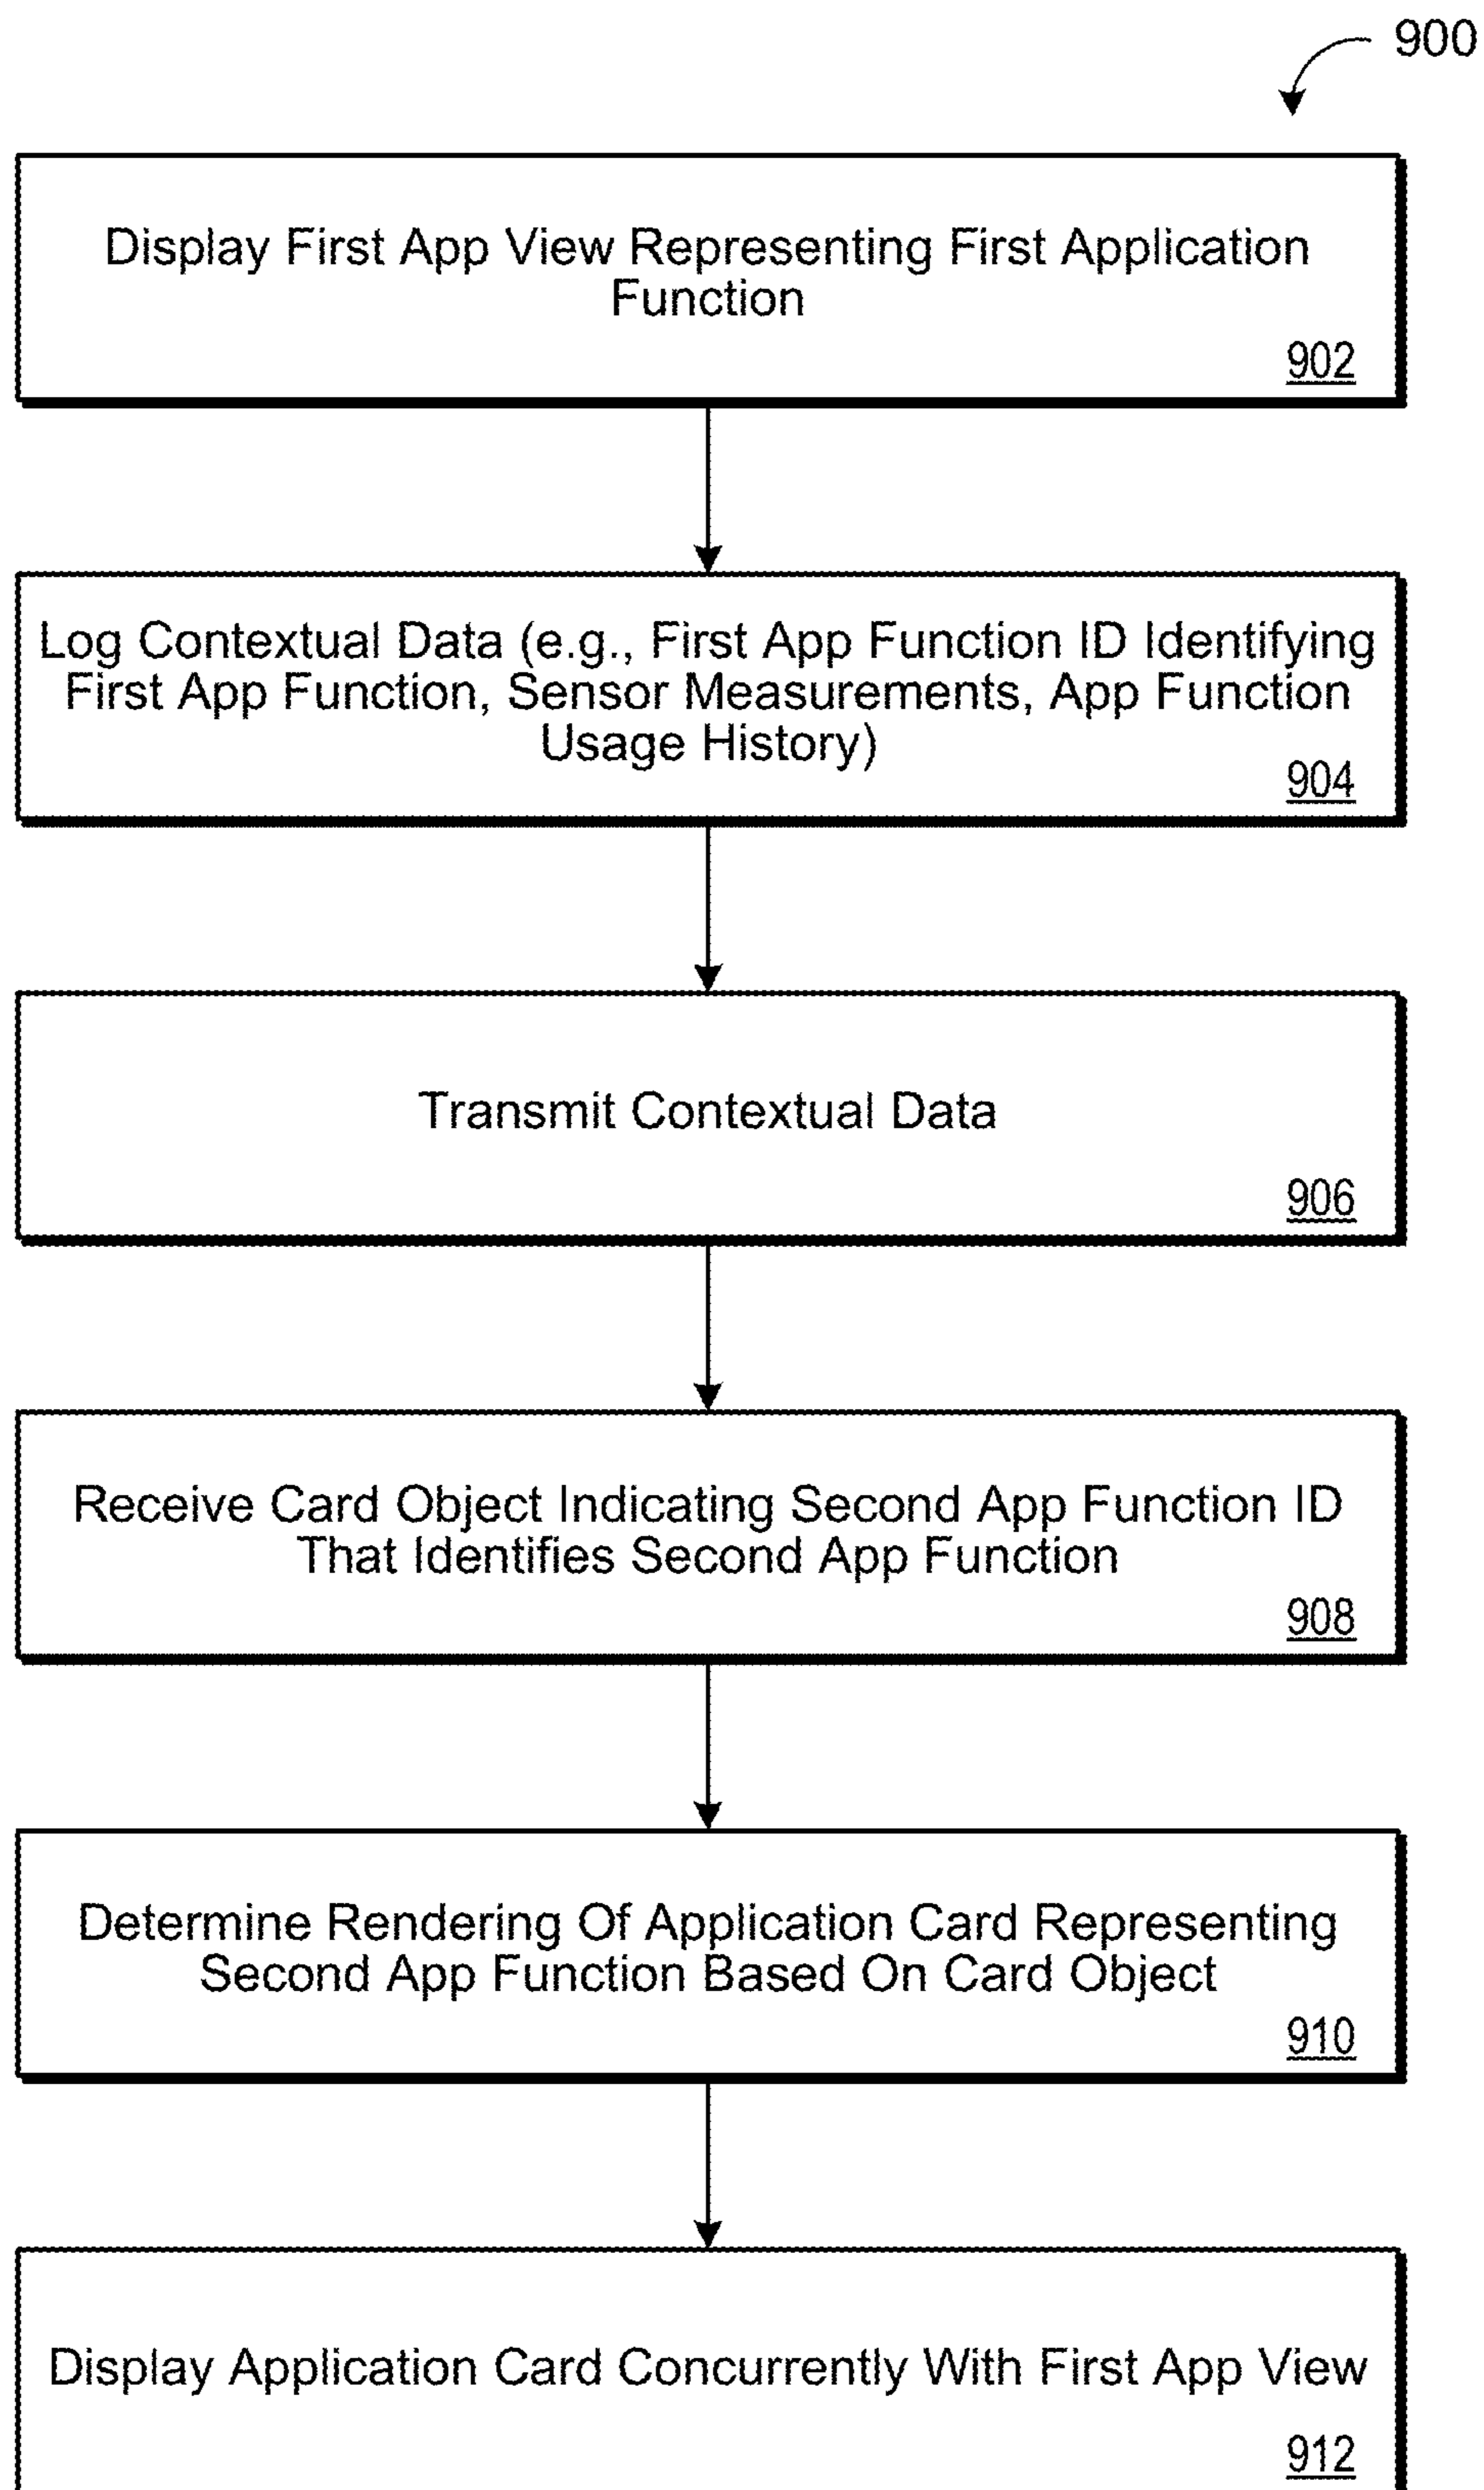 900
Display First App View Representing First Application
Function
902
Log Contextual Data (e.g., First App Function ID Identifying
First App Function, Sensor Measurements, App Function
Usage History)
904
Transmit Contextual Data
906
Receive Card Object Indicating Second App Function ID
That Identifies Second App Function
908
Determine Rendering Of Application Card Representing
Second App Function Based On Card Object
910
Display Application Card Concurrently With First App View
912